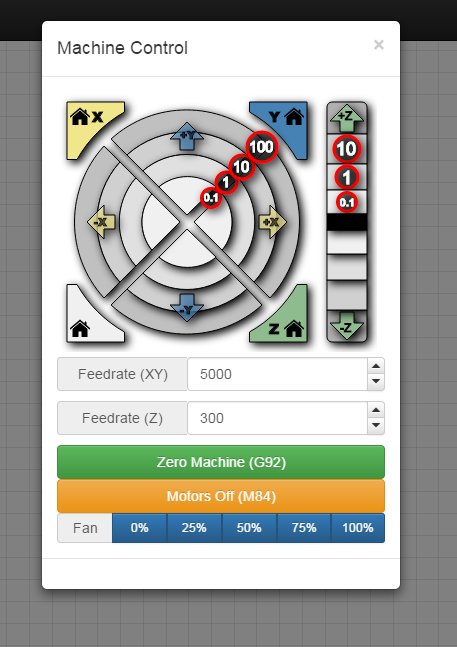 Machine Control
×
X
Y
+Z
+Y
100
10
10
1
1
0.1
0.1
-X
+X
-Y
Z
-Z
Feedrate (XY)
5000
Feedrate (Z)
300
Zero Machine (G92)
Motors Off (M84)
Fan 0% 25% 50% 75% 100%